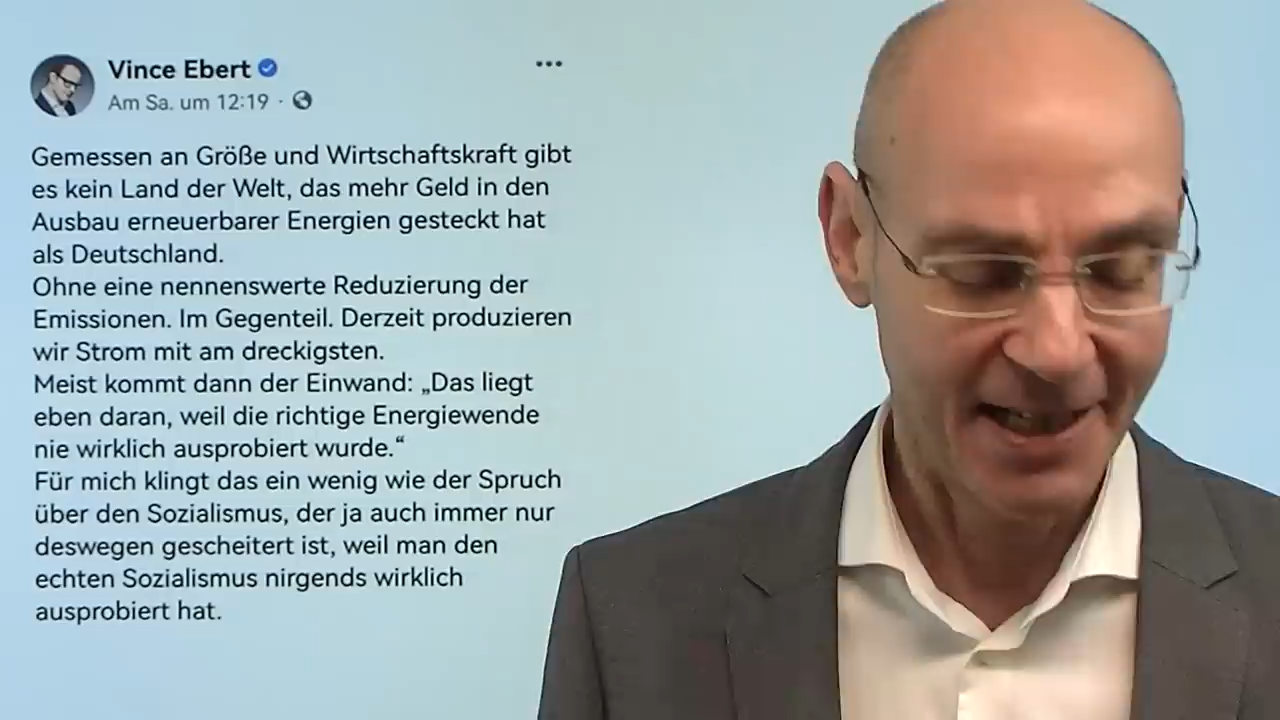 Vince Ebert
Am Sa. um 12:19 ·
Gemessen an Größe und Wirtschaftskraft gibt
es kein Land der Welt, das mehr Geld in den
Ausbau erneuerbarer Energien gesteckt hat
als Deutschland.
Ohne eine nennenswerte Reduzierung der
Emissionen. Im Gegenteil. Derzeit produzieren
wir Strom mit am dreckigsten.
Meist kommt dann der Einwand: „Das liegt
eben daran, weil die richtige Energiewende
nie wirklich ausprobiert wurde.“
Für mich klingt das ein wenig wie der Spruch
über den Sozialismus, der ja auch immer nur
deswegen gescheitert ist, weil man den
echten Sozialismus nirgends wirklich
ausprobiert hat.